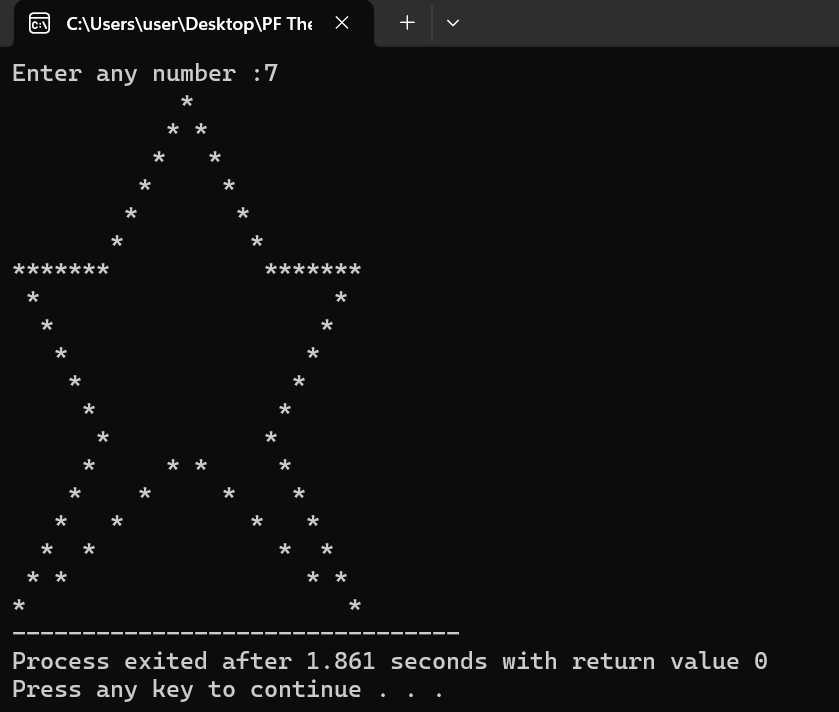 Enter any number :7
            *
           * *
          *   *
         *     *
        *       *
       *         *
*******           *******
 *                     *
  *                   *
   *                 *
    *               *
     *             *
      *           *
     *     * *     *
    *    *     *    *
   *   *         *   *
  *  *             *  *
 * *                 * *
*                       *
--------------------------------
Process exited after 1.861 seconds with return value 0
Press any key to continue . . .
C:\Users\user\Desktop\PF The